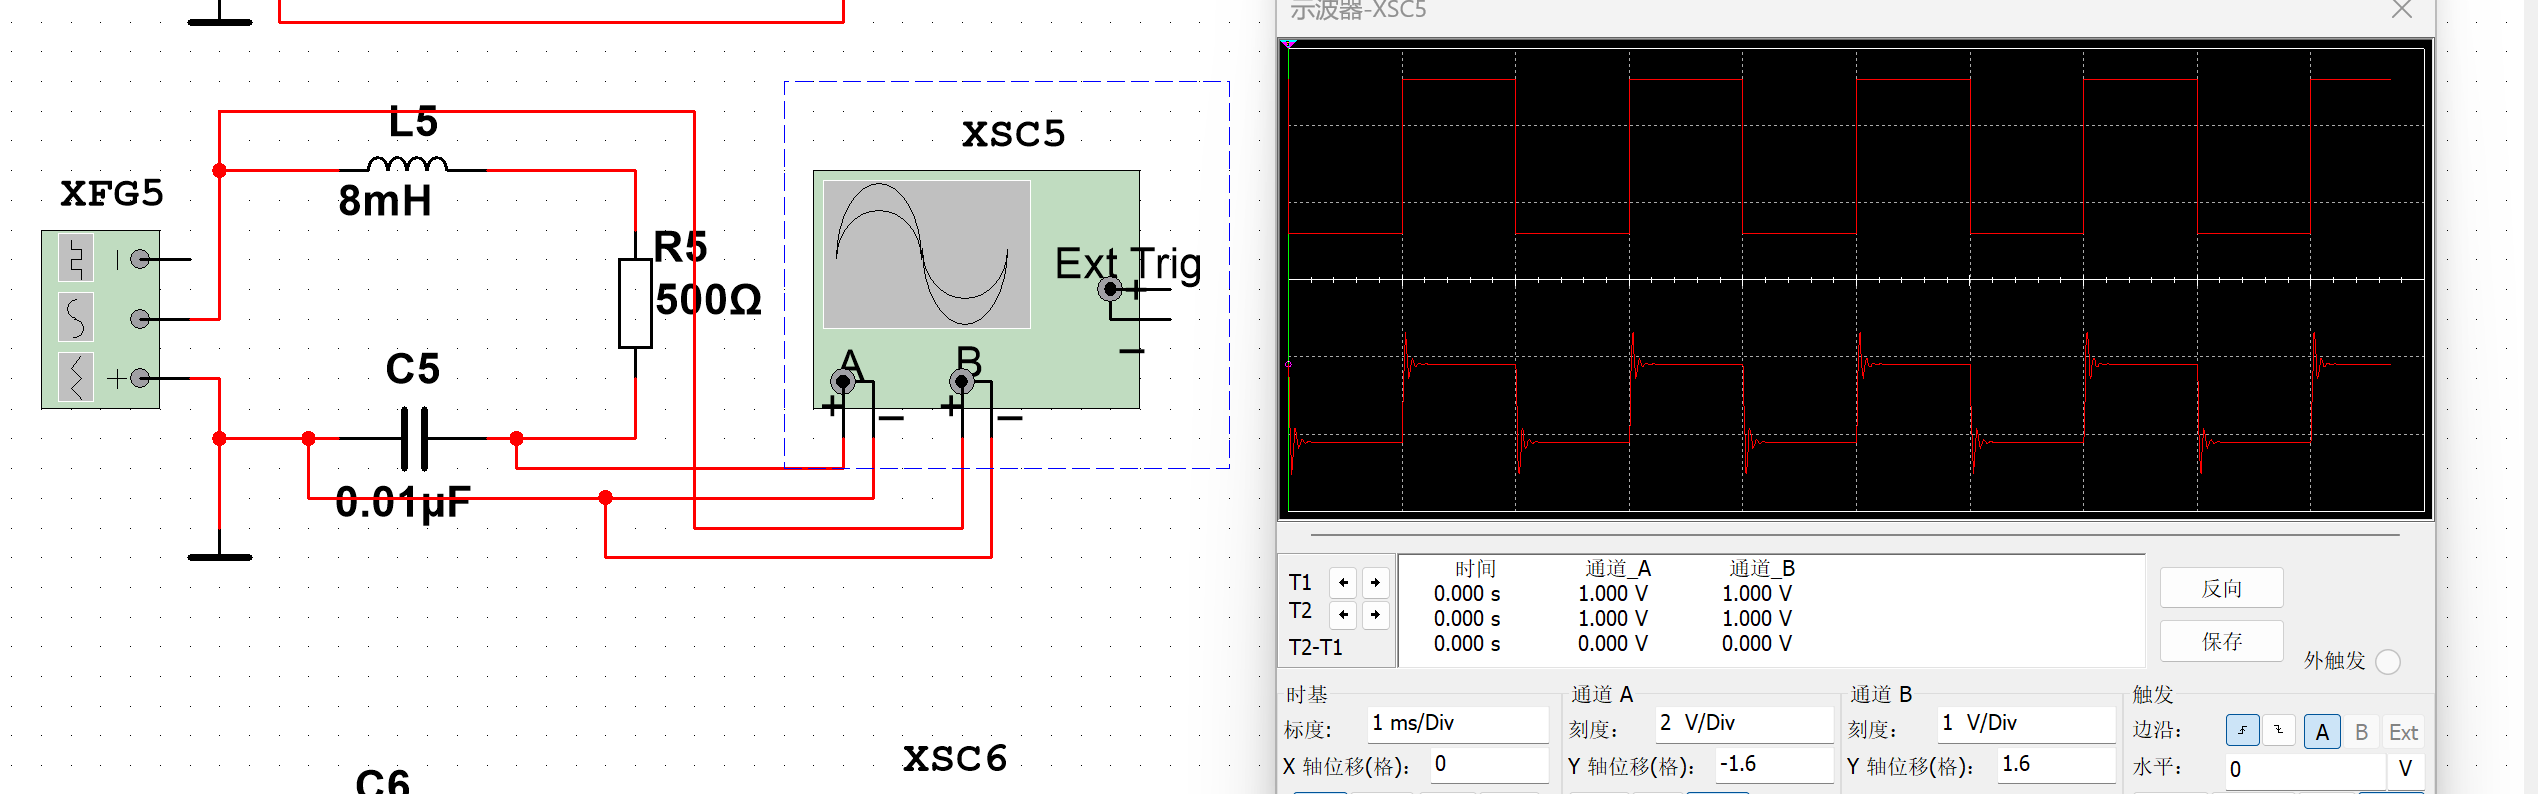 示波器-XSC5
L5
8mH
XFG5
R5
500Ω
C5
0.01µF
XSC5
Ext Trig
+
−
A
B
+
−
+
−
+
XSC6
C6
时间 通道_A 通道_B
T1 0.000 s 1.000 V 1.000 V
T2 0.000 s 1.000 V 1.000 V
T2-T1 0.000 s 0.000 V 0.000 V
反向
保存
外触发
时基 通道 A 通道 B 触发
标度: 1 ms/Div 刻度: 2 V/Div 刻度: 1 V/Div 边沿: A B Ext
X 轴位移(格): 0 Y 轴位移(格): -1.6 Y 轴位移(格): 1.6 水平: 0 V